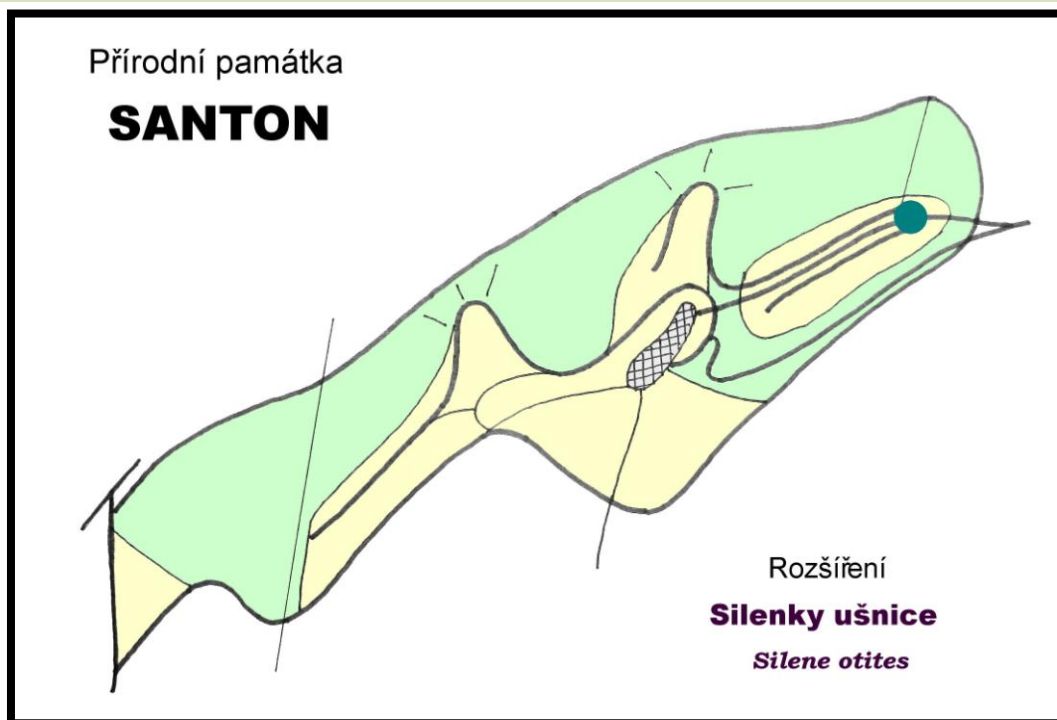 Přírodní památka
SANTON
Rozšíření
Silenky ušnice
Silene otites